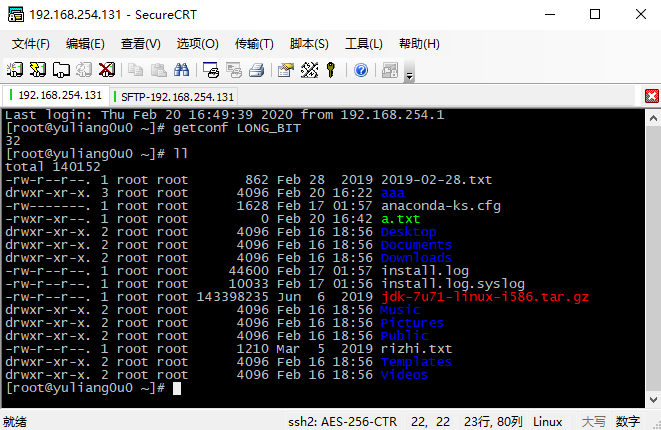 192.168.254.131 - SecureCRT
文件(F) 编辑(E) 查看(V) 选项(O) 传输(T) 脚本(S) 工具(L) 帮助(H)
192.168.254.131 SFTP-192.168.254.131
Last login: Thu Feb 20 16:49:39 2020 from 192.168.254.1
[root@yuliang0u0 ~]# getconf LONG_BIT
32
[root@yuliang0u0 ~]# ll
total 140152
-rw-r--r--. 1 root root       862 Feb 28  2019 2019-02-28.txt
drwxr-xr-x. 3 root root      4096 Feb 20 16:22 aaa
-rw-------. 1 root root      1628 Feb 17 01:57 anaconda-ks.cfg
-rw-r--r--. 1 root root         0 Feb 20 16:42 a.txt
drwxr-xr-x. 2 root root      4096 Feb 16 18:56 Desktop
drwxr-xr-x. 2 root root      4096 Feb 16 18:56 Documents
drwxr-xr-x. 2 root root      4096 Feb 16 18:56 Downloads
-rw-r--r--. 1 root root     44600 Feb 17 01:57 install.log
-rw-r--r--. 1 root root     10033 Feb 17 01:56 install.log.syslog
-rw-r--r--. 1 root root 143398235 Jun  6  2019 jdk-7u71-linux-i586.tar.gz
drwxr-xr-x. 2 root root      4096 Feb 16 18:56 Music
drwxr-xr-x. 2 root root      4096 Feb 16 18:56 Pictures
drwxr-xr-x. 2 root root      4096 Feb 16 18:56 Public
-rw-r--r--. 1 root root      1210 Mar  5  2019 rizhi.txt
drwxr-xr-x. 2 root root      4096 Feb 16 18:56 Templates
drwxr-xr-x. 2 root root      4096 Feb 16 18:56 Videos
[root@yuliang0u0 ~]#
就绪 ssh2: AES-256-CTR 22, 22 23行, 80列 Linux 大写 数字